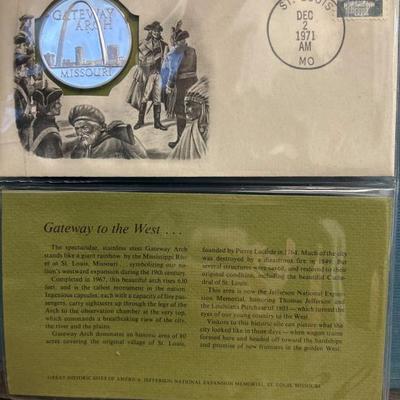 GATEWAY
ARCH
MISSOURI
ST. LOUIS,
DEC
2
1971
AM
MO
Gateway to the West . . .
The spectacular, stainless steel Gateway Arch
stands like a giant rainbow by the Mississippi Riv-
er at St. Louis, Missouri . . . symbolizing our na-
tion's westward expansion during the 19th century.
Completed in 1967, this beautiful arch rises 630
feet, and is the tallest monument in the nation.
Ingenious capsules, each with a capacity of five pas-
sengers, carry sightseers up through the legs of the
Arch to the observation chamber at the very top,
which commands a breathtaking view of the city,
the river and the plains.
Gateway Arch dominates an historic area of 80
acres covering the original village of St. Louis,
founded by Pierre Laclede in 1764. Much of the city
was destroyed by a disastrous fire in 1849. But
several structures were saved, and restored to their
original condition, including the beautiful Cathe-
dral of St. Louis.
This area is now the Jefferson National Expan-
sion Memorial, honoring Thomas Jefferson and
the Louisiana Purchase of 1803 — which turned the
eyes of our young country to the West.
Visitors to this historic site can picture what the
city looked like in those days — when wagon trains
formed here and headed off toward the hardships
and promise of new frontiers in the golden West.
GREAT HISTORIC SITES OF AMERICA: JEFFERSON NATIONAL EXPANSION MEMORIAL, ST. LOUIS, MISSOURI